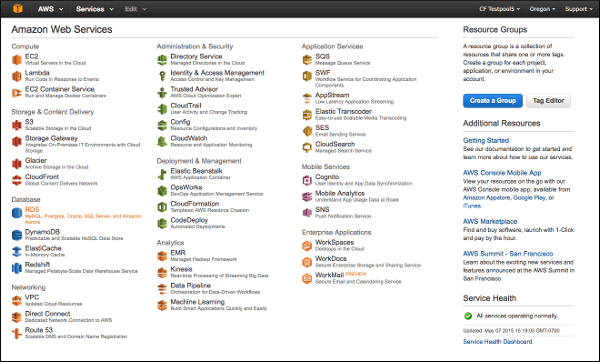 AWS Services Edit CF Testpool5 Oregon Support
Amazon Web Services
Compute
EC2
Virtual Servers in the Cloud
Lambda
Run Code in Response to Events
EC2 Container Service
Run and Manage Docker Containers
Storage & Content Delivery
S3
Scalable Storage in the Cloud
Storage Gateway
Integrates On-Premises IT Environments with Cloud
Storage
Glacier
Archive Storage in the Cloud
CloudFront
Global Content Delivery Network
Database
RDS
MySQL, Postgres, Oracle, SQL Server, and Amazon
Aurora
DynamoDB
Predictable and Scalable NoSQL Data Store
ElastiCache
In-Memory Cache
Redshift
Managed Petabyte-Scale Data Warehouse Service
Networking
VPC
Isolated Cloud Resources
Direct Connect
Dedicated Network Connection to AWS
Route 53
Scalable DNS and Domain Name Registration
Administration & Security
Directory Service
Managed Directories in the Cloud
Identity & Access Management
Access Control and Key Management
Trusted Advisor
AWS Cloud Optimization Expert
CloudTrail
User Activity and Change Tracking
Config
Resource Configurations and Inventory
CloudWatch
Resource and Application Monitoring
Deployment & Management
Elastic Beanstalk
AWS Application Container
OpsWorks
DevOps Application Management Service
CloudFormation
Templated AWS Resource Creation
CodeDeploy
Automated Deployments
Analytics
EMR
Managed Hadoop Framework
Kinesis
Real-time Processing of Streaming Big Data
Data Pipeline
Orchestration for Data-Driven Workflows
Machine Learning
Build Smart Applications Quickly and Easily
Application Services
SQS
Message Queue Service
SWF
Workflow Service for Coordinating Application
Components
AppStream
Low Latency Application Streaming
Elastic Transcoder
Easy-to-use Scalable Media Transcoding
SES
Email Sending Service
CloudSearch
Managed Search Service
Mobile Services
Cognito
User Identity and App Data Synchronization
Mobile Analytics
Understand App Usage Data at Scale
SNS
Push Notification Service
Enterprise Applications
WorkSpaces
Desktops in the Cloud
WorkDocs
Secure Enterprise Storage and Sharing Service
WorkMail PREVIEW
Secure Email and Calendaring Service
Resource Groups
A resource group is a collection of
resources that share one or more tags.
Create a group for each project,
application, or environment in your
account.
Create a Group Tag Editor
Additional Resources
Getting Started
See our documentation to get started and
learn more about how to use our services.
AWS Console Mobile App
View your resources on the go with our
AWS Console mobile app, available from
Amazon Appstore, Google Play, or
iTunes.
AWS Marketplace
Find and buy software, launch with 1-Click
and pay by the hour.
AWS Summit - San Francisco
Learn about the exciting new services and
features announced at the AWS Summit in
San Francisco.
Service Health
All services operating normally.
Updated: May 07 2015 15:19:00 GMT-0700
Service Health Dashboard